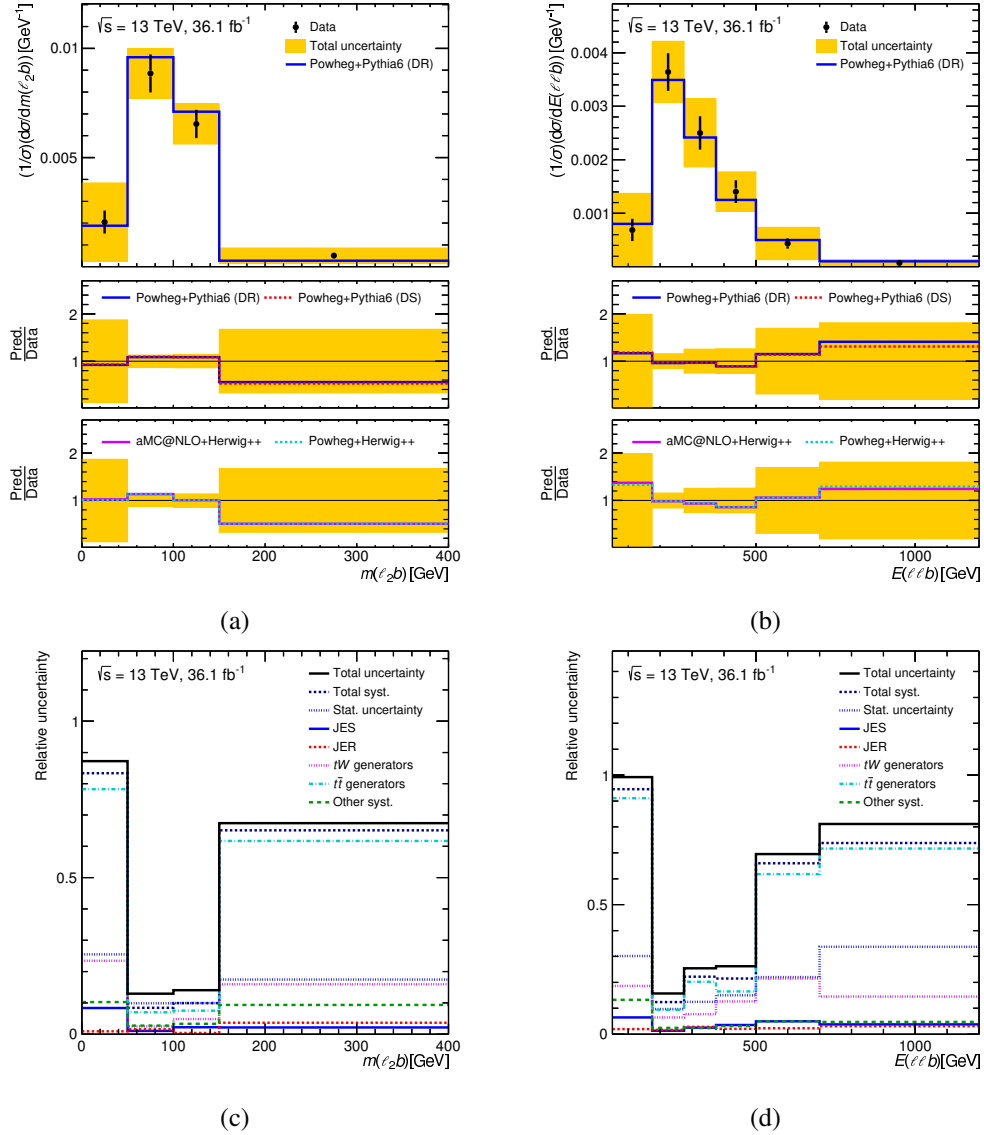 √s = 13 TeV, 36.1 fb⁻¹
Data
Total uncertainty
Powheg+Pythia6 (DR)
(1/σ)(dσ/dm(ℓ₂b)) [GeV⁻¹]
0.01
0.005
Powheg+Pythia6 (DR) Powheg+Pythia6 (DS)
Pred.
Data
2
1
aMC@NLO+Herwig++ Powheg+Herwig++
Pred.
Data
2
1
0 100 200 300 400
m(ℓ₂b) [GeV]
(a)
√s = 13 TeV, 36.1 fb⁻¹
Data
Total uncertainty
Powheg+Pythia6 (DR)
(1/σ)(dσ/dE(ℓℓb)) [GeV⁻¹]
0.004
0.003
0.002
0.001
Powheg+Pythia6 (DR) Powheg+Pythia6 (DS)
Pred.
Data
2
1
aMC@NLO+Herwig++ Powheg+Herwig++
Pred.
Data
2
1
500 1000
E(ℓℓb) [GeV]
(b)
√s = 13 TeV, 36.1 fb⁻¹
Total uncertainty
Total syst.
Stat. uncertainty
JES
JER
tW generators
tt̄ generators
Other syst.
Relative uncertainty
1
0.5
0
0 100 200 300 400
m(ℓ₂b) [GeV]
(c)
√s = 13 TeV, 36.1 fb⁻¹
Total uncertainty
Total syst.
Stat. uncertainty
JES
JER
tW generators
tt̄ generators
Other syst.
Relative uncertainty
1
0.5
0
500 1000
E(ℓℓb) [GeV]
(d)